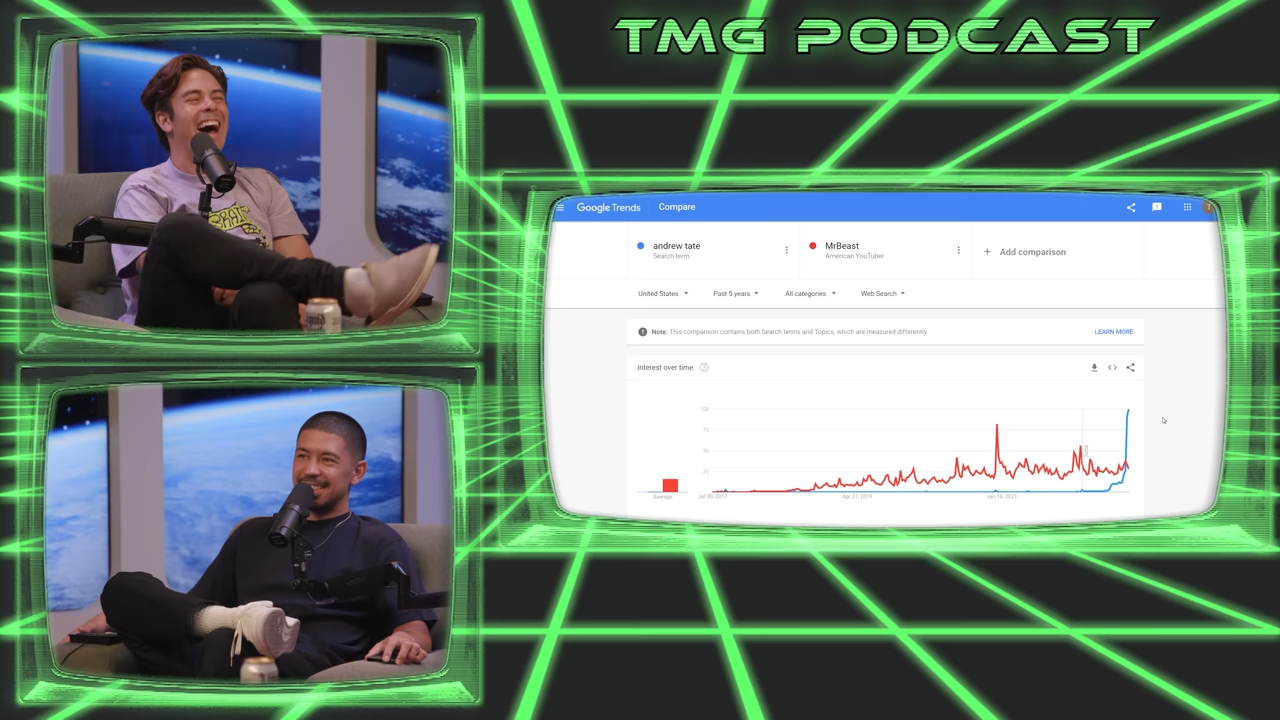 TMG PODCAST
Google Trends Compare
andrew tate
Search term
MrBeast
American YouTuber
+ Add comparison
United States Past 5 years All categories Web Search
Note: This comparison contains both Search terms and Topics, which are measured differently.
LEARN MORE
Interest over time
100
75
50
25
Average
Jul 30, 2017
Apr 21, 2019
Jun 10, 2021
Note